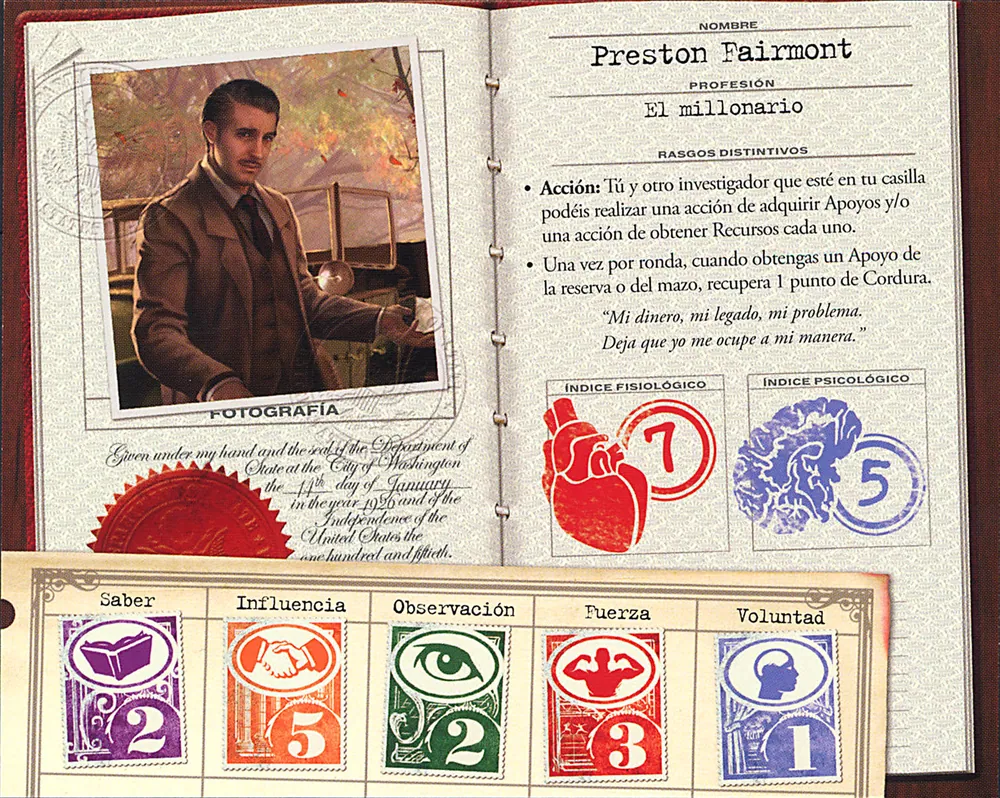 FOTOGRAFÍA
Given under my hand and the seal of the Department of
State at the City of Washington
the 14th day of January
in the year 1926 and of the
Independence of the
United States the
one hundred and fiftieth.
NOMBRE
Preston Fairmont
PROFESIÓN
El millonario
RASGOS DISTINTIVOS
• Acción: Tú y otro investigador que esté en tu casilla
podéis realizar una acción de adquirir Apoyos y/o
una acción de obtener Recursos cada uno.
• Una vez por ronda, cuando obtengas un Apoyo de
la reserva o del mazo, recupera 1 punto de Cordura.
“Mi dinero, mi legado, mi problema.
Deja que yo me ocupe a mi manera.”
ÍNDICE FISIOLÓGICO
7
ÍNDICE PSICOLÓGICO
5
Saber
2
Influencia
5
Observación
2
Fuerza
3
Voluntad
1